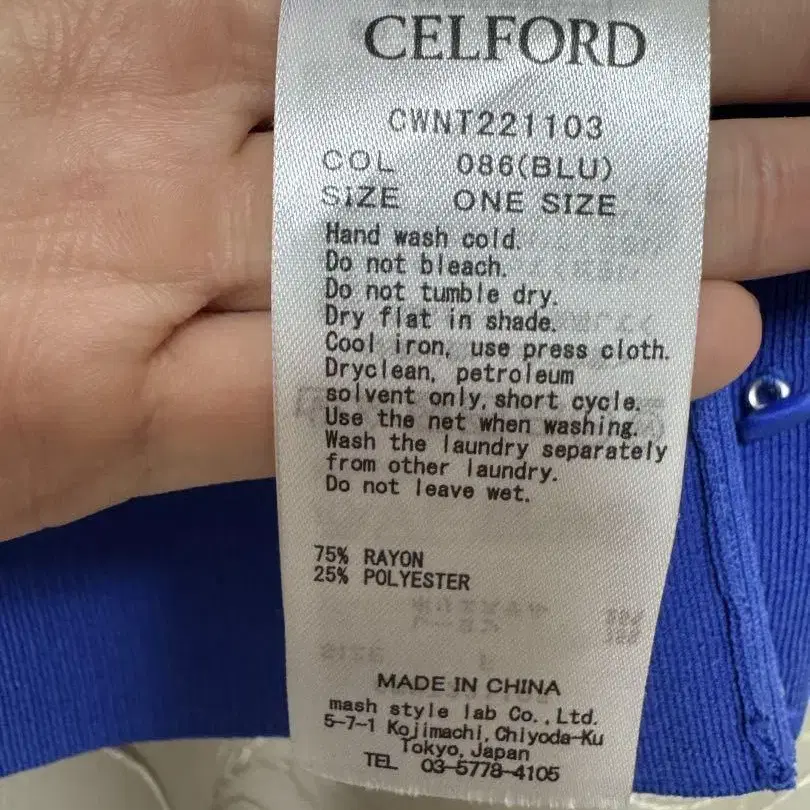 CELFORD
CWNT221103
COL 086(BLU)
SIZE ONE SIZE
Hand wash cold.
Do not bleach.
Do not tumble dry.
Dry flat in shade.
Cool iron, use press cloth.
Dryclean, petroleum
solvent only, short cycle.
Use the net when washing.
Wash the laundry separately
from other laundry.
Do not leave wet.
75% RAYON
25% POLYESTER
MADE IN CHINA
mash style lab Co., Ltd.
5-7-1 Kojimachi, Chiyoda-Ku
Tokyo, Japan
TEL 03-5778-4105